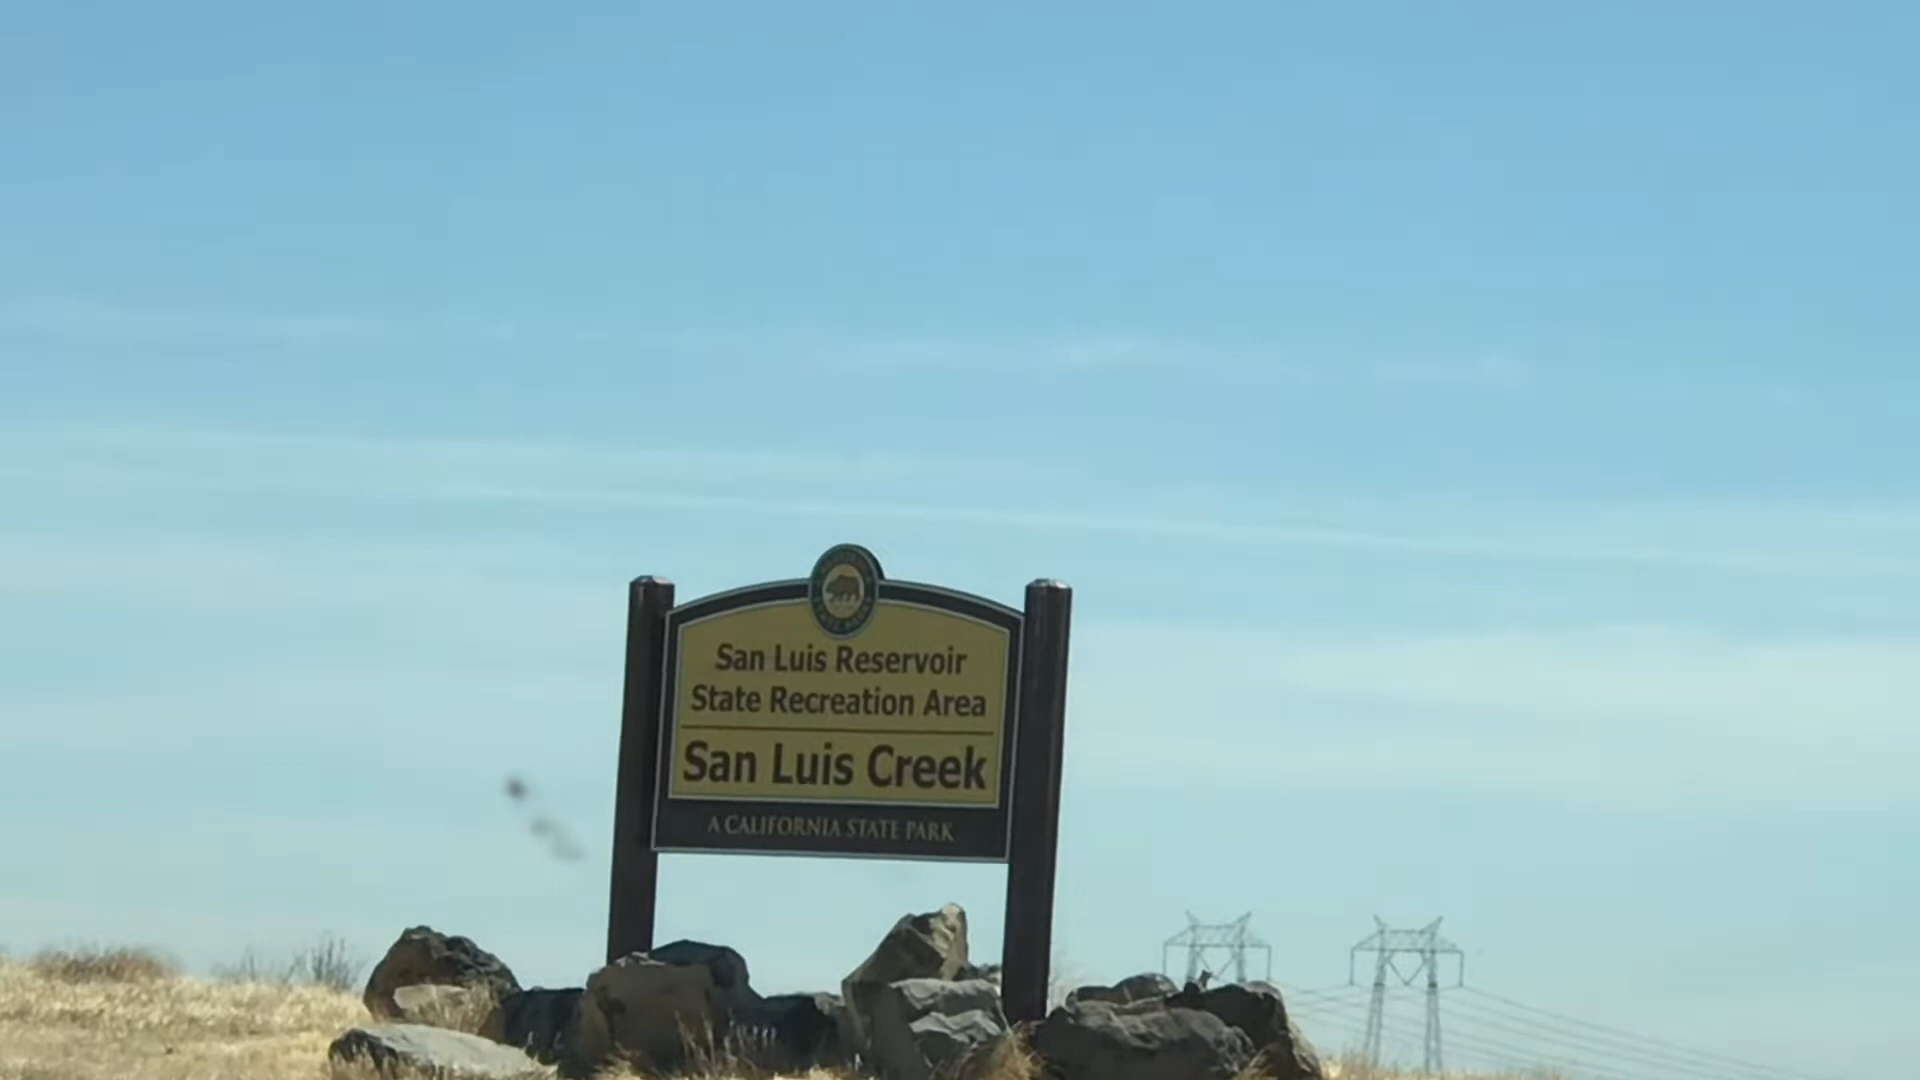 San Luis Reservoir
State Recreation Area
San Luis Creek
A CALIFORNIA STATE PARK